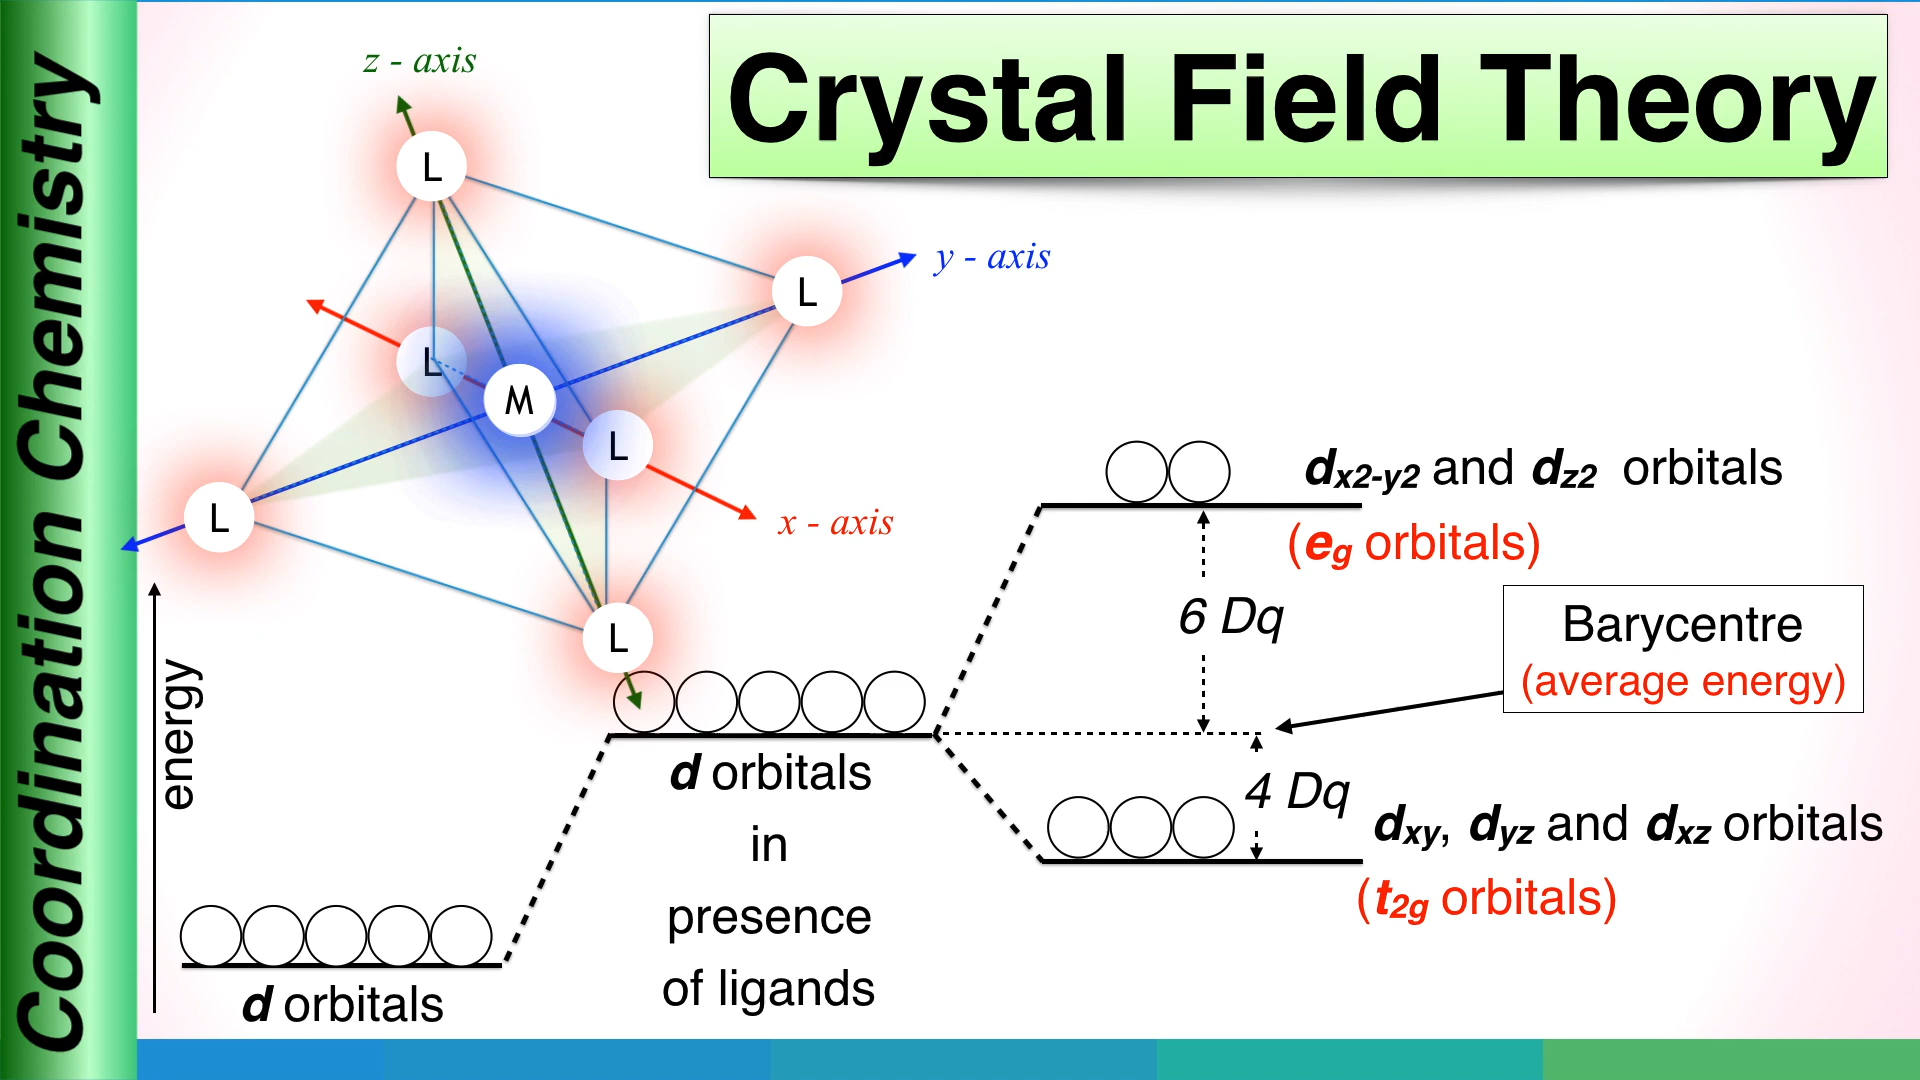 Coordination Chemistry
Crystal Field Theory
z - axis
L
L
y - axis
L
M
L
L
x - axis
L
energy
d orbitals
d orbitals
in
presence
of ligands
dx2-y2 and dz2 orbitals
(eg orbitals)
6 Dq
Barycentre
(average energy)
4 Dq
dxy, dyz and dxz orbitals
(t2g orbitals)